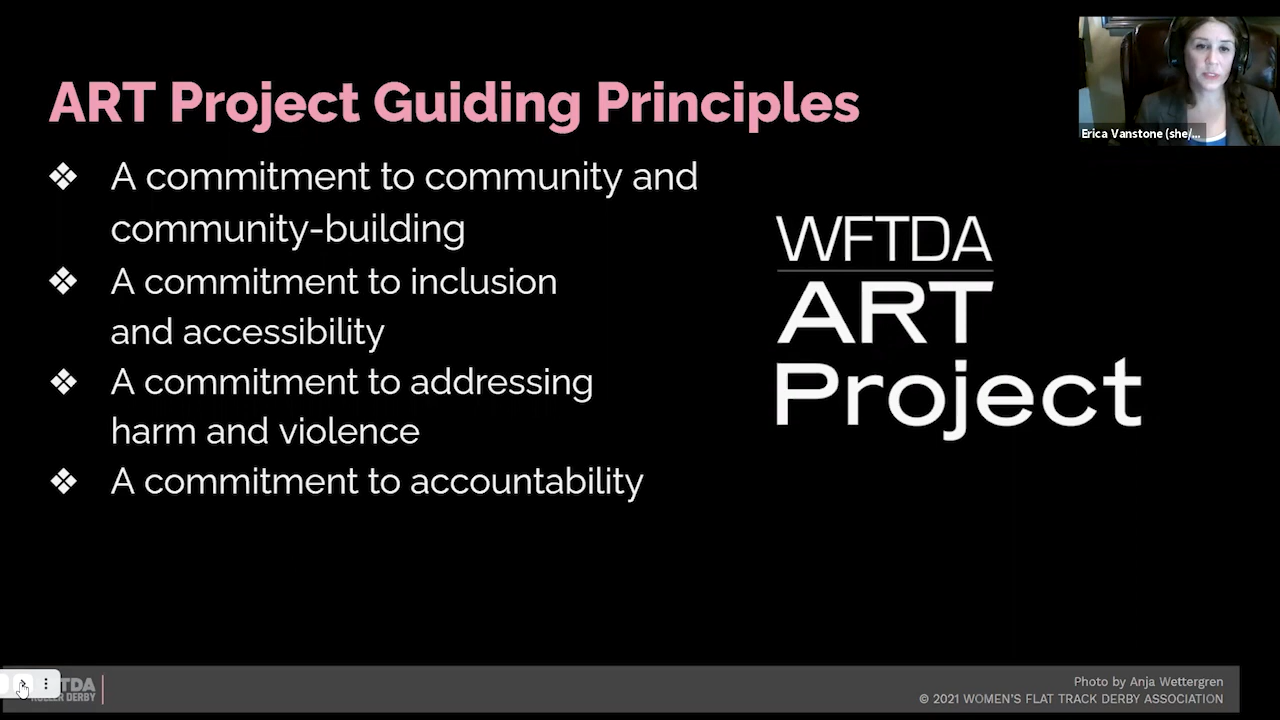 ART Project Guiding Principles
❖ A commitment to community and
community-building
❖ A commitment to inclusion
and accessibility
❖ A commitment to addressing
harm and violence
❖ A commitment to accountability
WFTDA
ART
Project
Erica Vanstone (she/...
TDA
DERBY
Photo by Anja Wettergren
© 2021 WOMEN'S FLAT TRACK DERBY ASSOCIATION